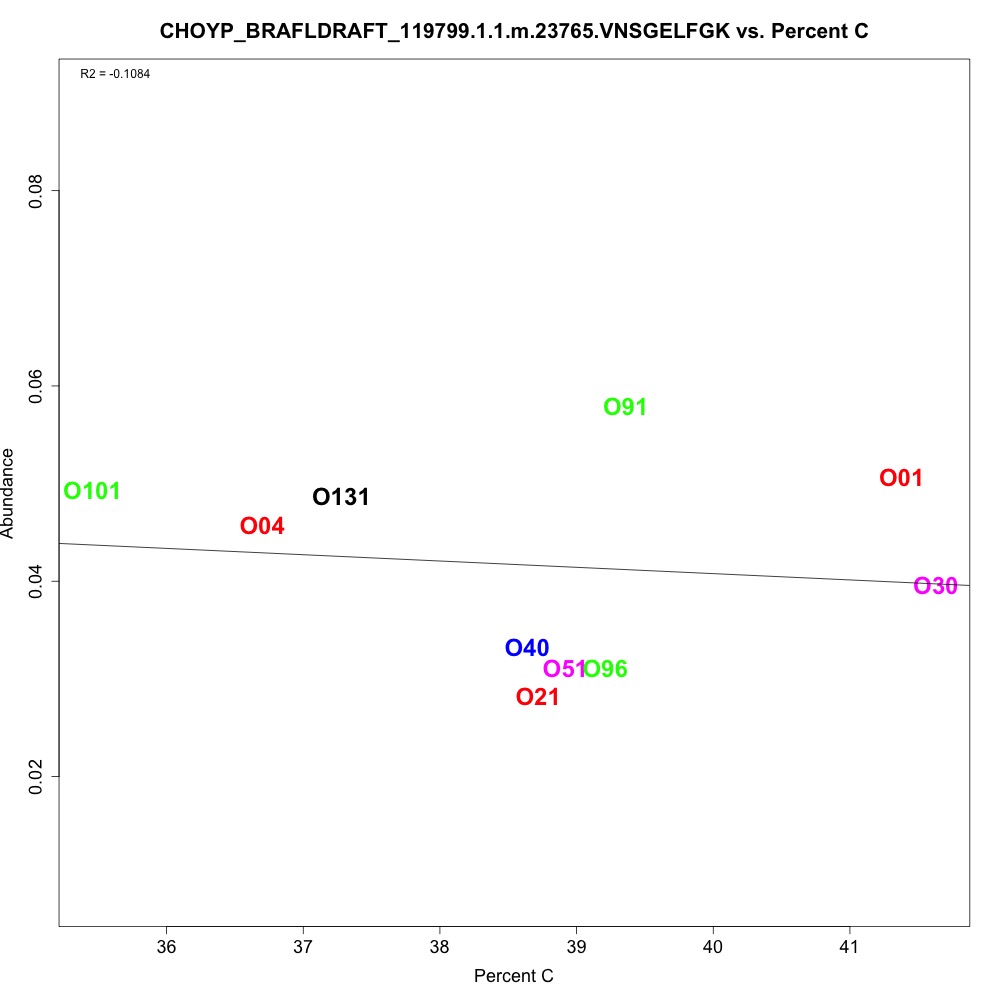 CHOYP_BRAFLDRAFT_119799.1.1.m.23765.VNSGELFGK vs. Percent C
R2 = -0.1084
0.08
0.06
O91
O01
O101
O131
O04
Abundance
0.04
O30
O40
O51 O96
O21
0.02
36 37 38 39 40 41
Percent C